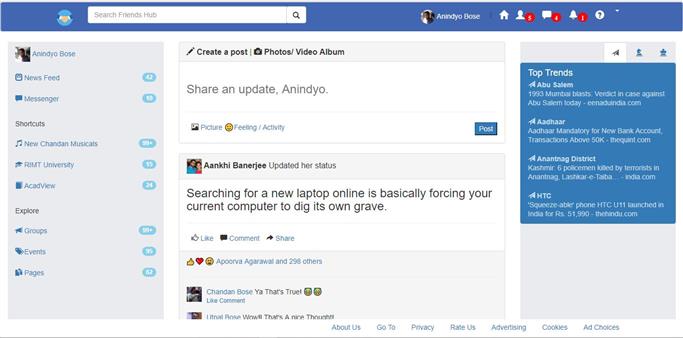 Search Friends Hub
Anindyo Bose
5
4
1
Anindyo Bose
News Feed 42
Messenger 10
Shortcuts
New Chandan Musicals 99+
RIMT University 15
AcadView 24
Explore
Groups 99+
Events 95
Pages 62
Create a post | Photos/ Video Album
Share an update, Anindyo.
Picture Feeling / Activity
Post
Aankhi Banerjee Updated her status
Searching for a new laptop online is basically forcing your
current computer to dig its own grave.
Like Comment Share
Apoorva Agarawal and 298 others
Chandan Bose Ya That's True!!
Like Comment
Utpal Bose Wow!! That's A nice Thought!!
Top Trends
Abu Salem
1993 Mumbai blasts: Verdict in case against
Abu Salem today - eenaduindia.com
Aadhaar
Aadhaar Mandatory for New Bank Account,
Transactions Above 50K - thequint.com
Anantnag District
Kashmir: 6 policemen killed by terrorists in
Anantnag, Lashkar-e-Taiba... - india.com
HTC
'Squeeze-able' phone HTC U11 launched in
India for Rs. 51,990 - thehindu.com
About Us Go To Privacy Rate Us Advertising Cookies Ad Choices